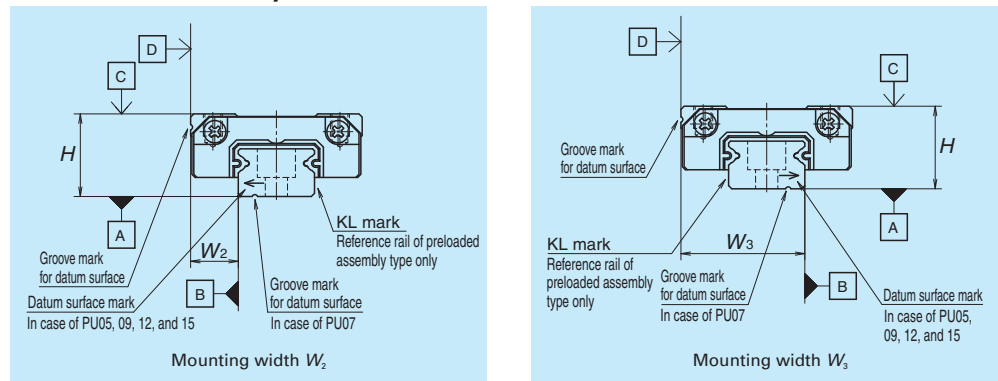 D
C
H
A
Groove mark
for datum surface
W2
KL mark
Reference rail of preloaded
assembly type only
B
Groove mark
for datum surface
In case of PU07
Datum surface mark
In case of PU05, 09, 12, and 15
Mounting width W₂
D
C
Groove mark
for datum surface
H
A
KL mark
Reference rail of
preloaded assembly
type only
W3
Groove mark
for datum surface
In case of PU07
B
Datum surface mark
In case of PU05,
09, 12, and 15
Mounting width W₃